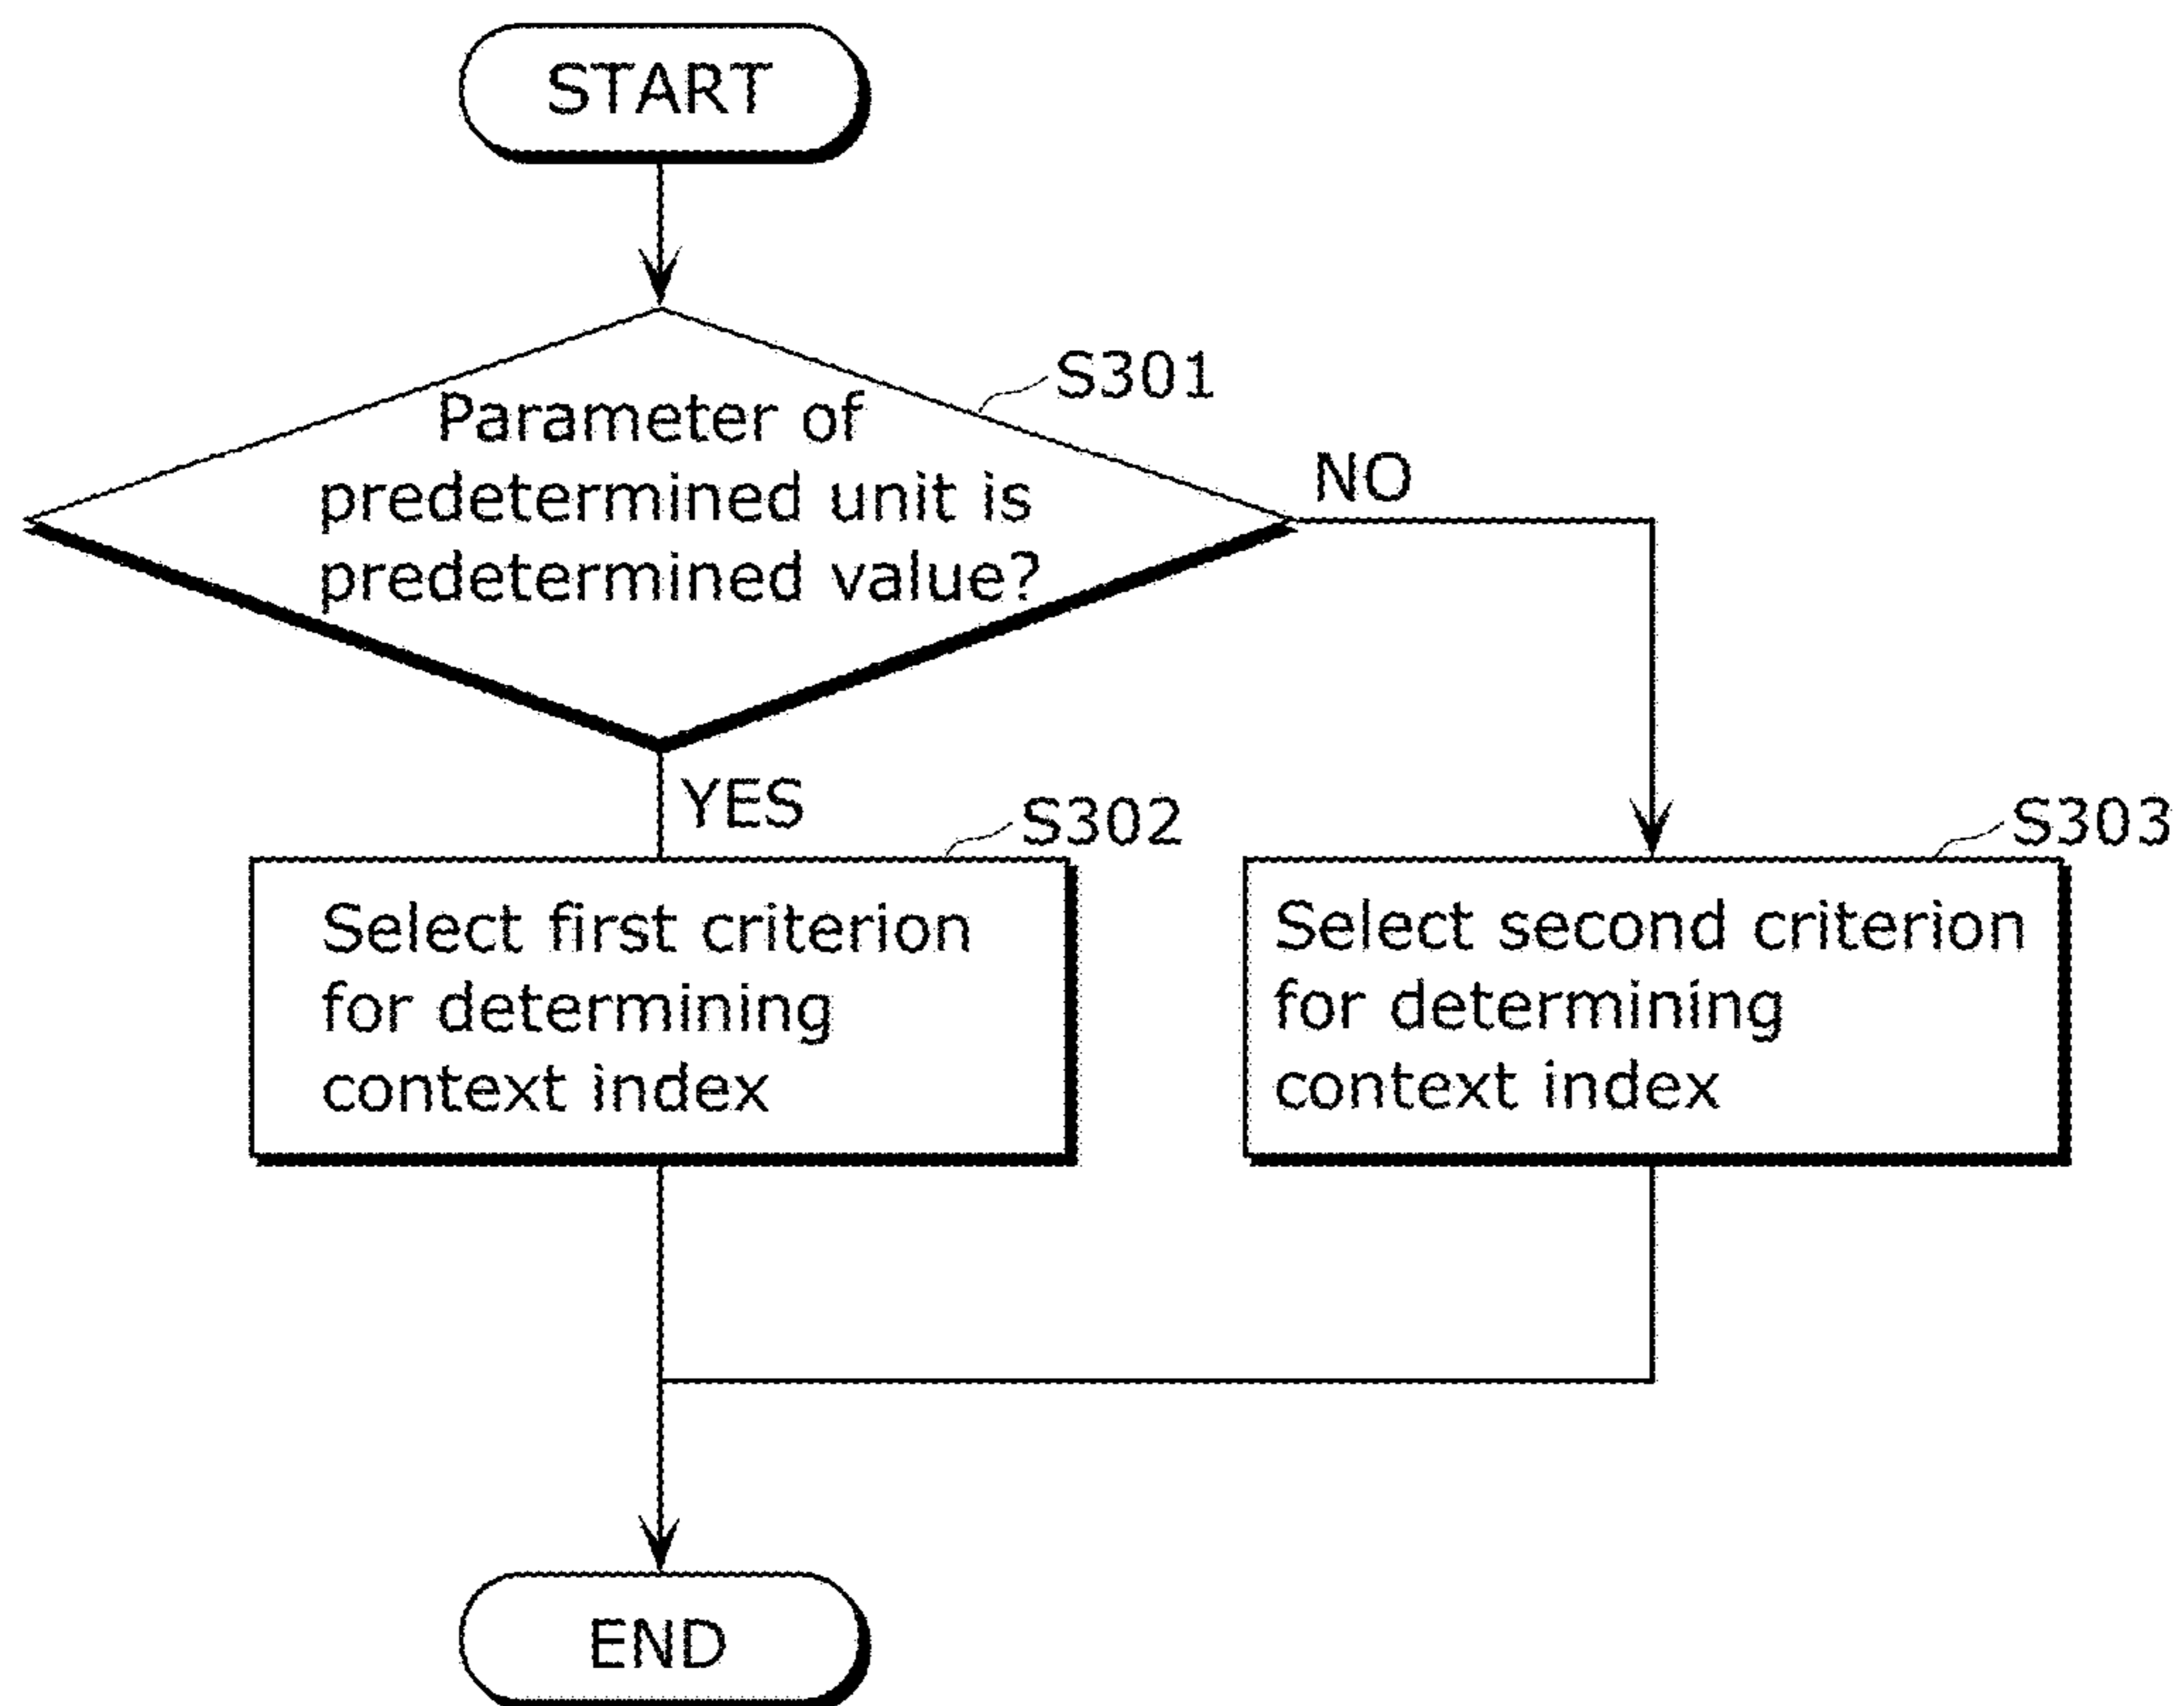 START
S301
Parameter of
predetermined unit is
predetermined value?
NO
YES
S302
Select first criterion
for determining
context index
S303
Select second criterion
for determining
context index
END